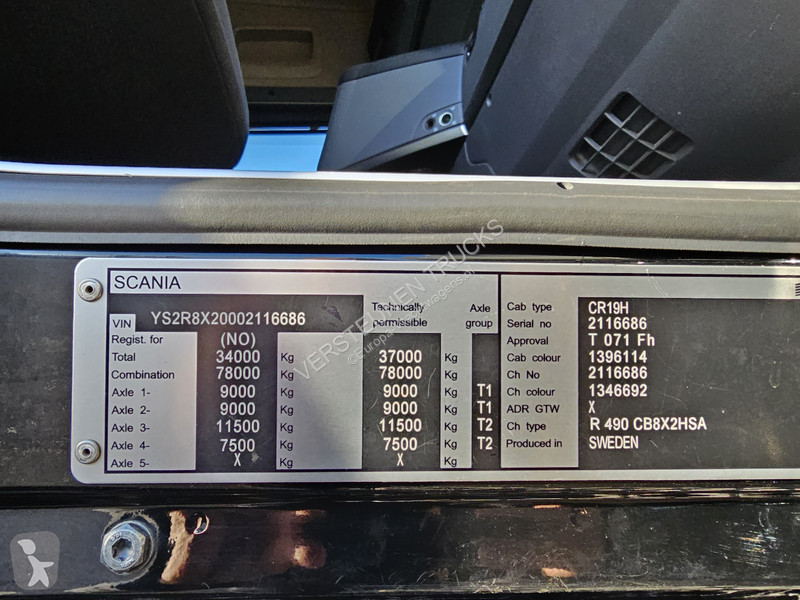 SCANIA
VIN YS2R8X20002116686 Technically permissible Axle group
Regist. for (NO)
Total 34000 Kg 37000 Kg
Combination 78000 Kg 78000 Kg
Axle 1- 9000 Kg 9000 Kg T1
Axle 2- 9000 Kg 9000 Kg T1
Axle 3- 11500 Kg 11500 Kg T2
Axle 4- 7500 Kg 7500 Kg T2
Axle 5- X Kg X Kg
Cab type CR19H
Serial no 2116686
Approval T 071 Fh
Cab colour 1396114
Ch No 2116686
Ch colour 1346692
ADR GTW X
Ch type R 490 CB8X2HSA
Produced in SWEDEN
VERSTEIJNEN TRUCKS